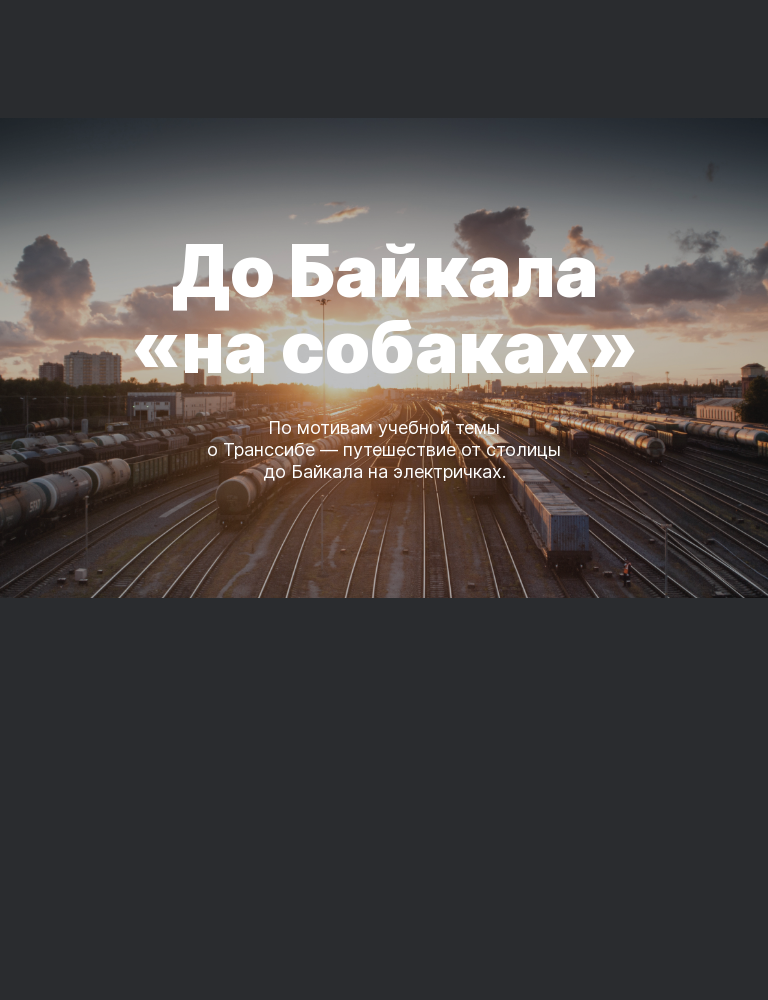 До Байкала
«на собаках»
По мотивам учебной темы
о Транссибе — путешествие от столицы
до Байкала на электричках.